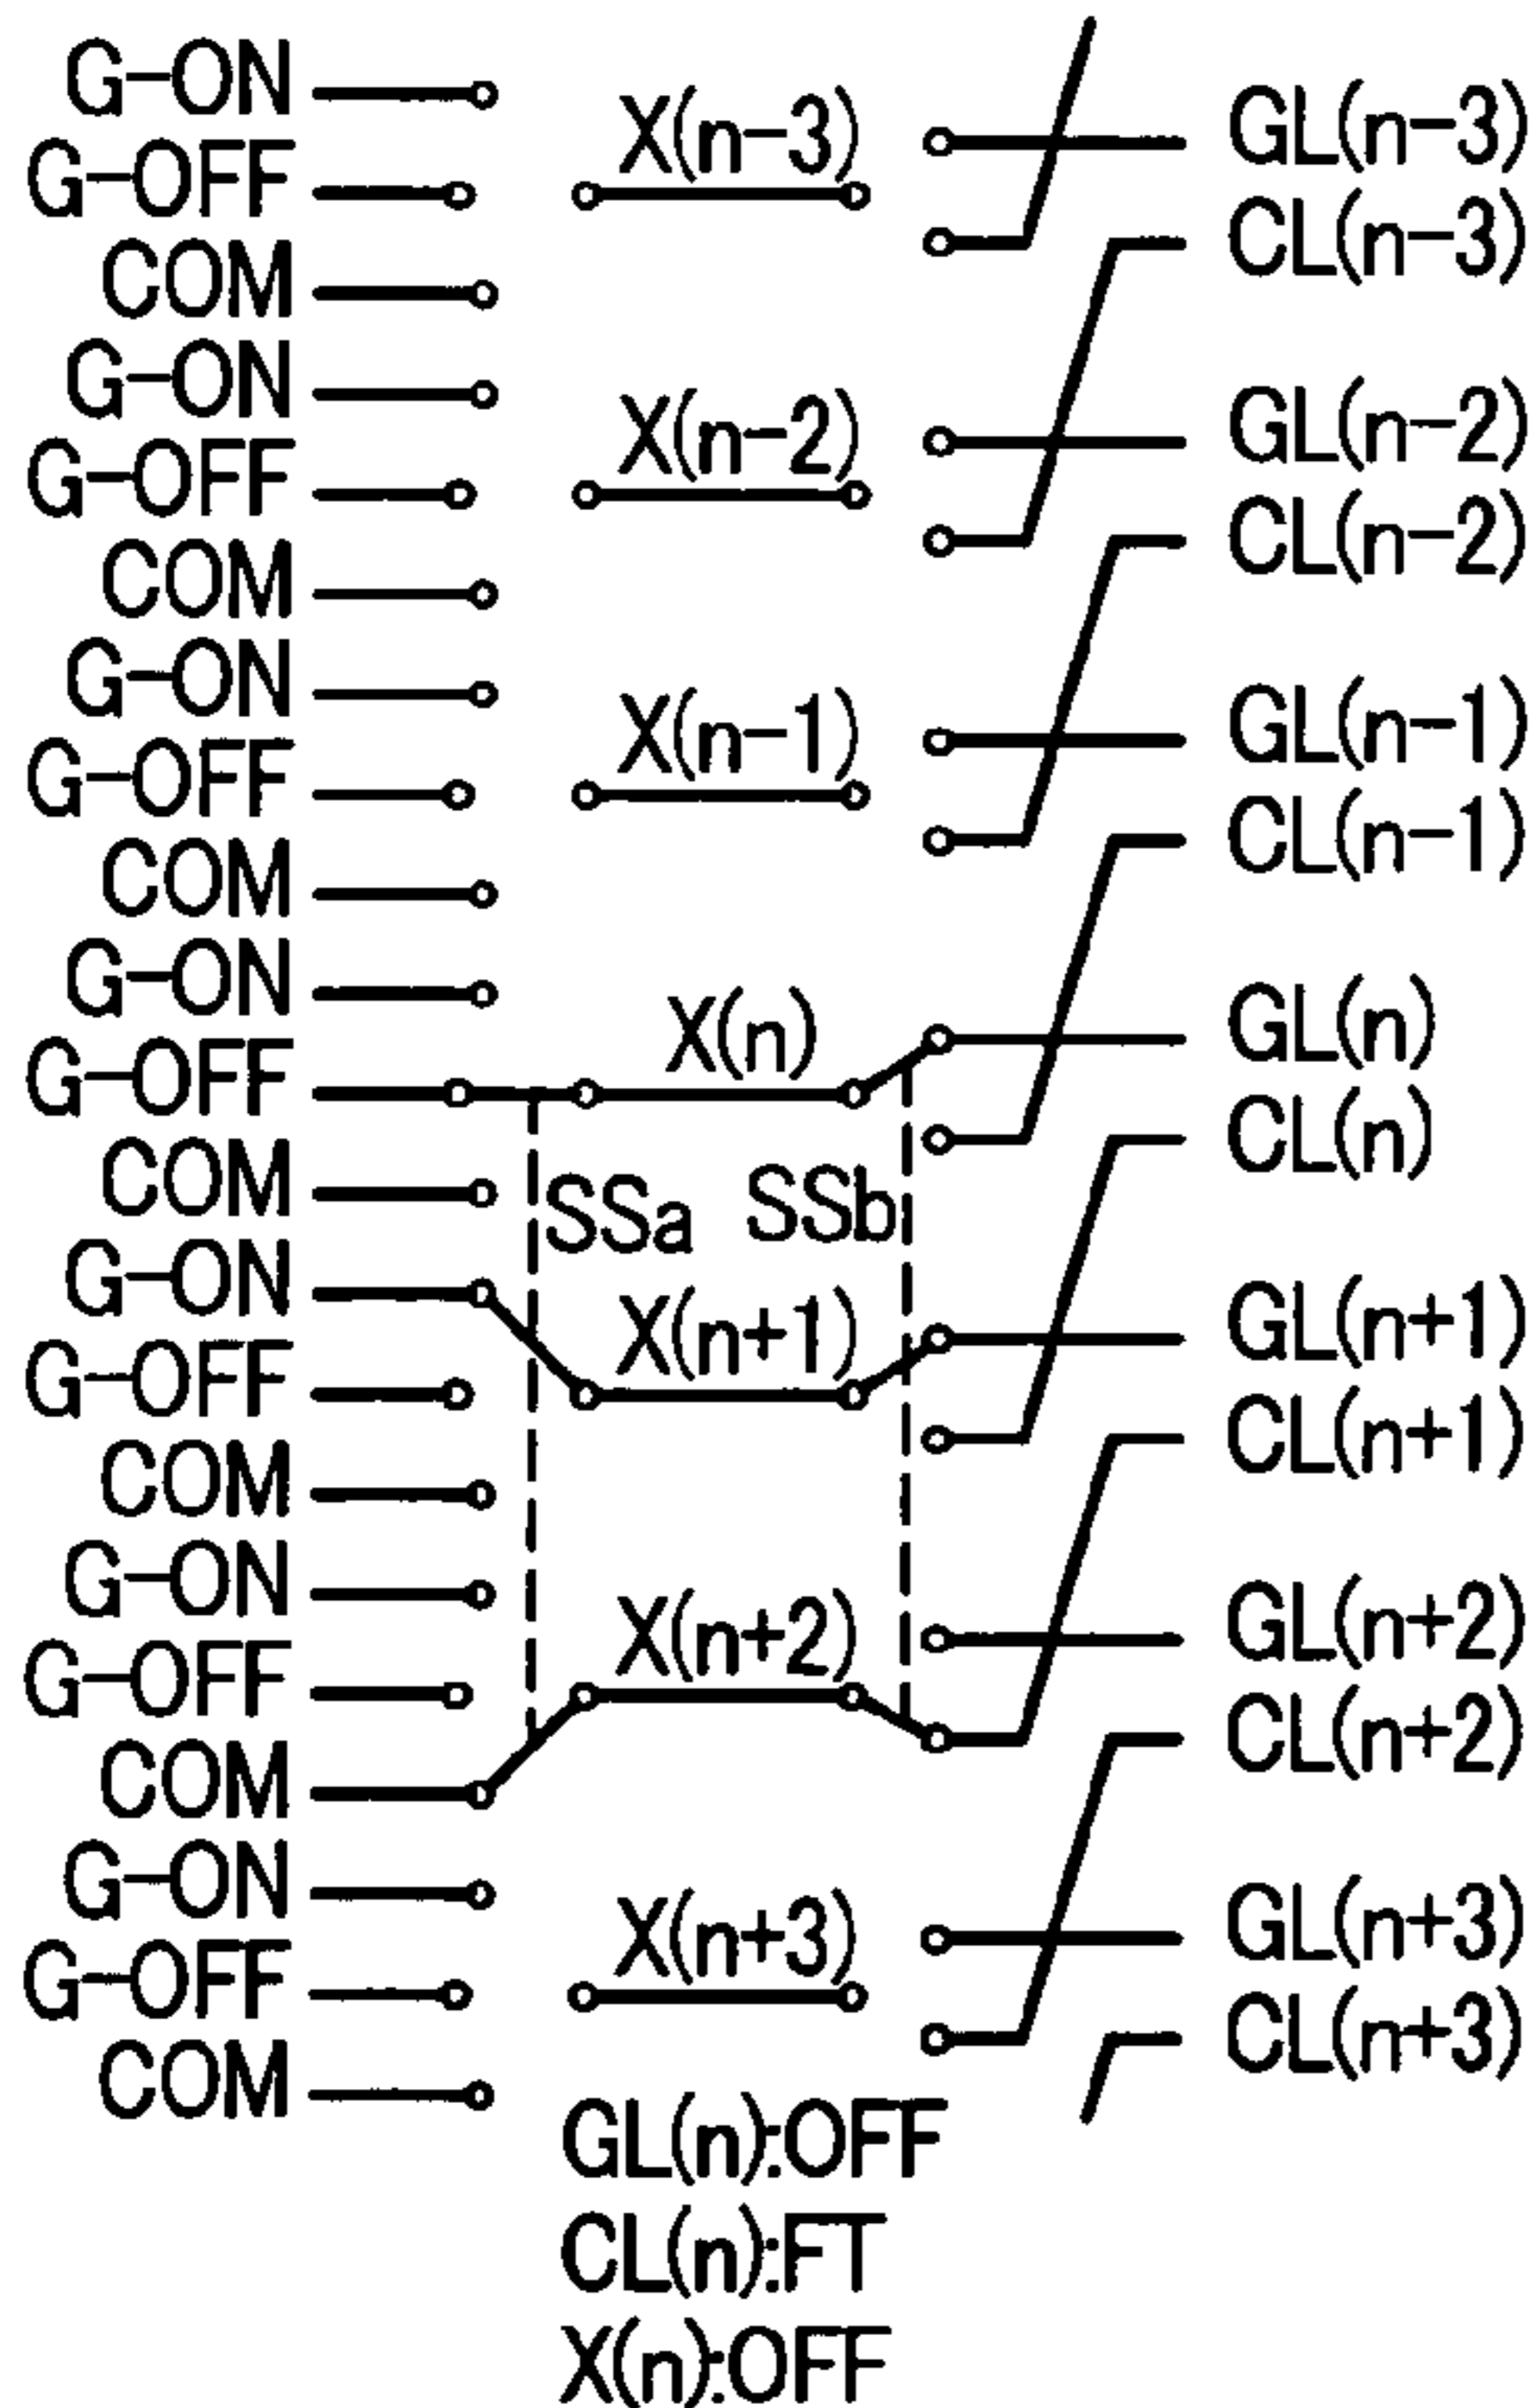 G-ON
X(n-3)
GL(n-3)
G-OFF
CL(n-3)
COM
G-ON
X(n-2)
GL(n-2)
G-OFF
CL(n-2)
COM
G-ON
X(n-1)
GL(n-1)
G-OFF
CL(n-1)
COM
G-ON
X(n)
GL(n)
G-OFF
CL(n)
COM
SSa
SSb
G-ON
X(n+1)
GL(n+1)
G-OFF
CL(n+1)
COM
G-ON
X(n+2)
GL(n+2)
G-OFF
CL(n+2)
COM
G-ON
X(n+3)
GL(n+3)
G-OFF
CL(n+3)
COM
GL(n):OFF
CL(n):FT
X(n):OFF